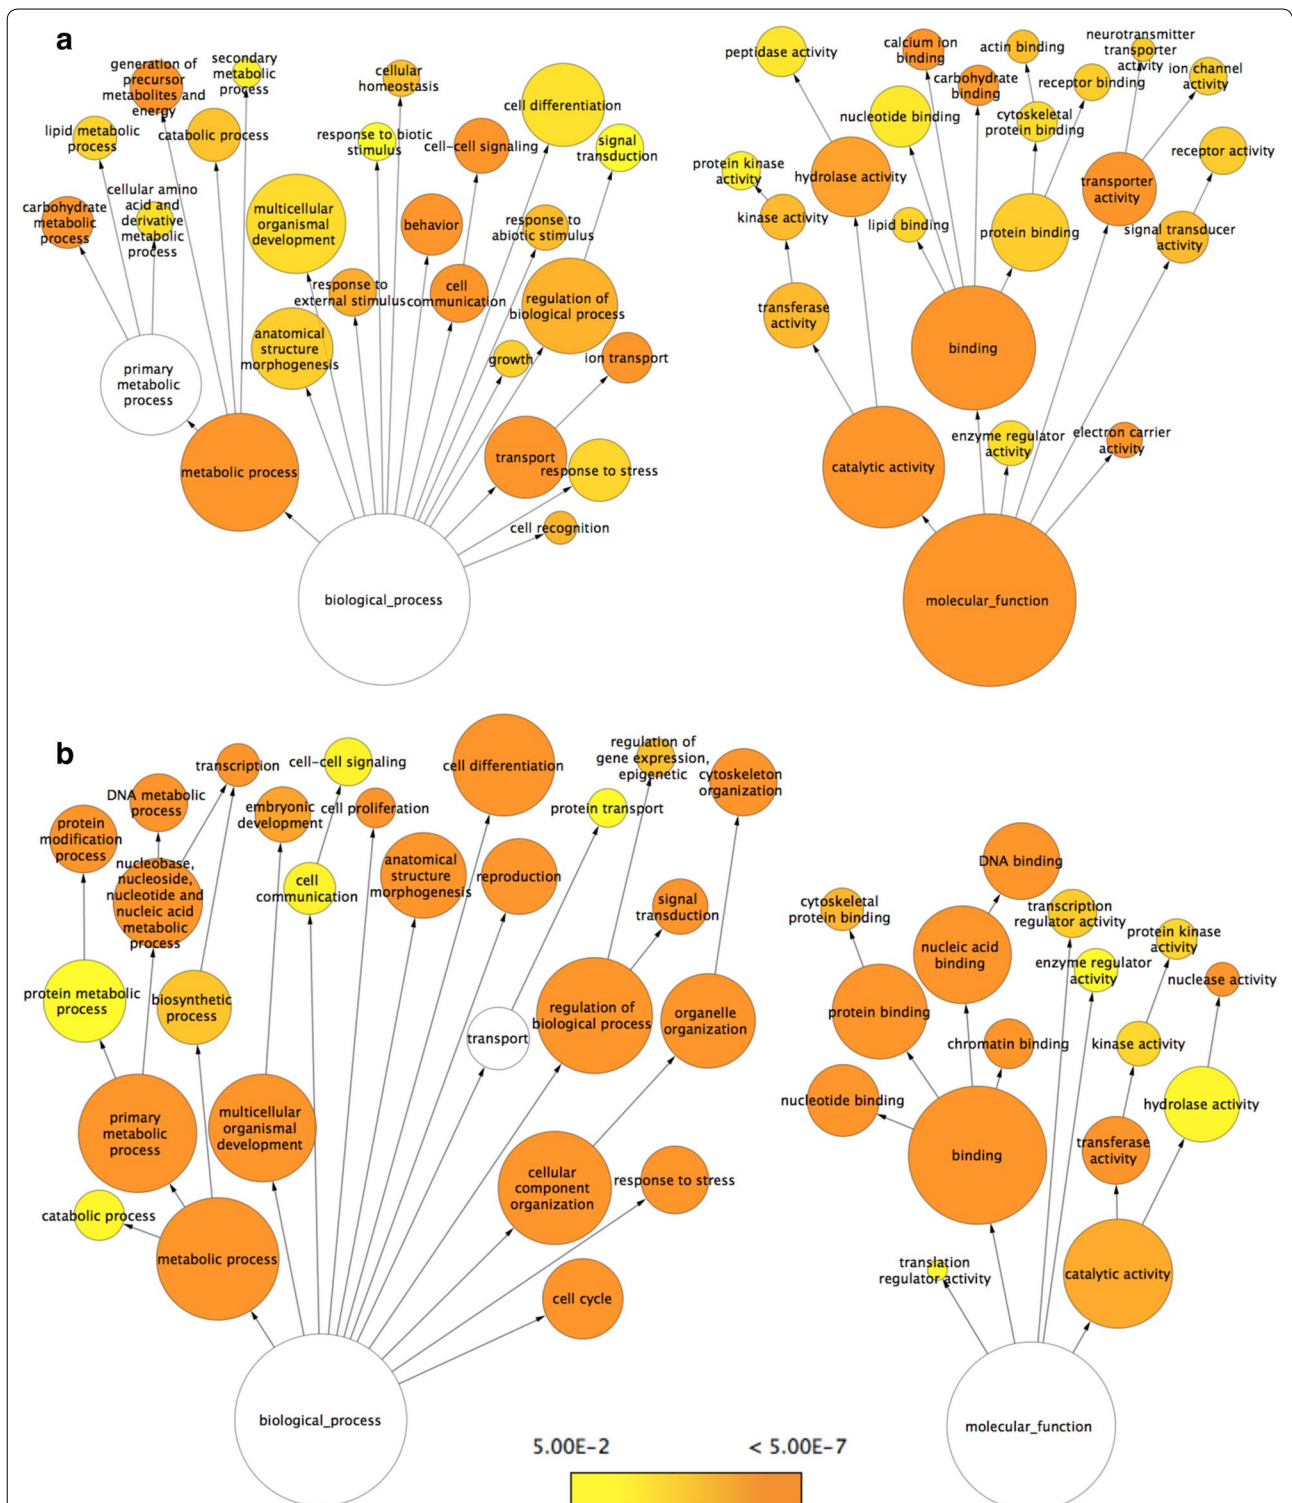 a
generation of
precursor
metabolites and
energy
secondary
metabolic
process
lipid metabolic
process
catabolic process
carbohydrate
metabolic
process
cellular amino
acid and
derivative
metabolic
process
primary
metabolic
process
metabolic process
multicellular
organismal
development
anatomical
structure
morphogenesis
response to
external stimulus
response to biotic
stimulus
cellular
homeostasis
cell-cell signaling
behavior
cell
communication
cell differentiation
signal
transduction
response to
abiotic stimulus
regulation of
biological process
growth
ion transport
transport
response to stress
cell recognition
biological_process
peptidase activity
calcium ion
binding
carbohydrate
binding
actin binding
neurotransmitter
transporter
activity
ion channel
activity
receptor binding
nucleotide binding
cytoskeletal
protein binding
receptor activity
protein kinase
activity
hydrolase activity
transporter
activity
kinase activity
lipid binding
protein binding
signal transducer
activity
transferase
activity
binding
enzyme regulator
activity
electron carrier
activity
catalytic activity
molecular_function
b
transcription
cell-cell signaling
DNA metabolic
process
embryonic
development
cell proliferation
protein
modification
process
nucleobase,
nucleoside,
nucleotide and
nucleic acid
metabolic
process
cell
communication
anatomical
structure
morphogenesis
cell differentiation
reproduction
regulation of
gene expression,
epigenetic
cytoskeleton
organization
protein transport
signal
transduction
protein metabolic
process
biosynthetic
process
regulation of
biological process
organelle
organization
transport
primary
metabolic
process
multicellular
organismal
development
cellular
component
organization
response to stress
catabolic process
metabolic process
cell cycle
biological_process
DNA binding
cytoskeletal
protein binding
transcription
regulator activity
protein kinase
activity
nucleic acid
binding
enzyme regulator
activity
nuclease activity
protein binding
chromatin binding
kinase activity
nucleotide binding
hydrolase activity
binding
transferase
activity
translation
regulator activity
catalytic activity
molecular_function
5.00E-2
< 5.00E-7